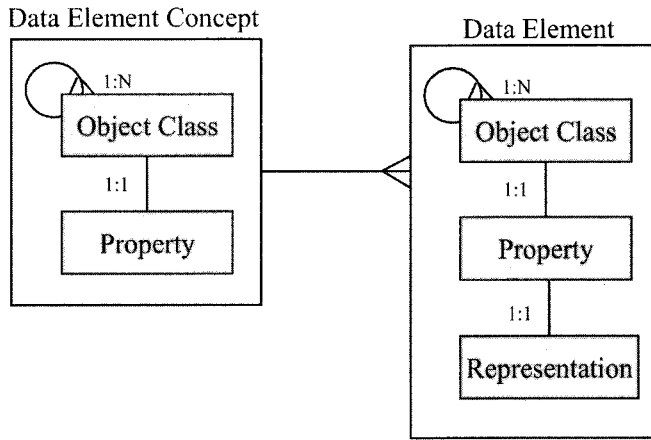 Data Element Concept
1:N
Object Class
1:1
Property
Data Element
1:N
Object Class
1:1
Property
1:1
Representation